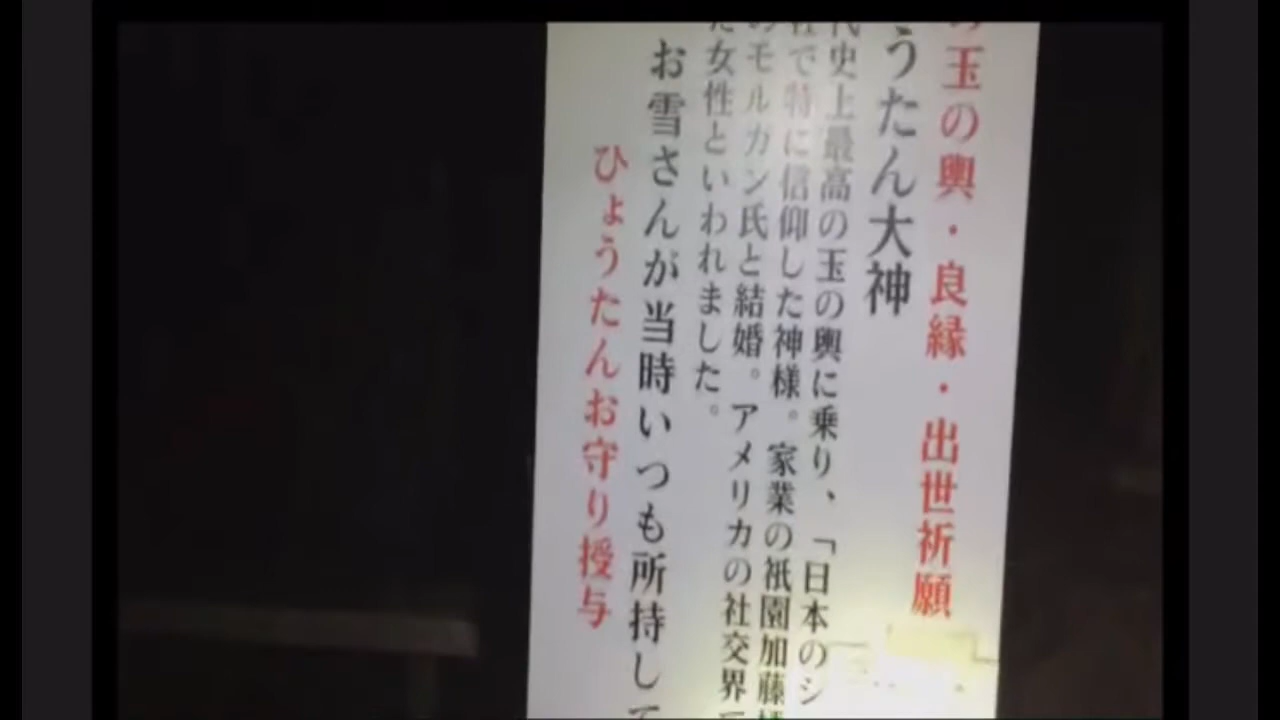 の玉の輿・良縁・出世祈願
うたん大神
代史上最高の玉の輿に乗り、「日本のシ
社で特に信仰した神様。家業の祇園加藤
のモルガン氏と結婚。アメリカの社交界
た女性といわれました。
お雪さんが当時いつも所持して
ひょうたんお守り授与